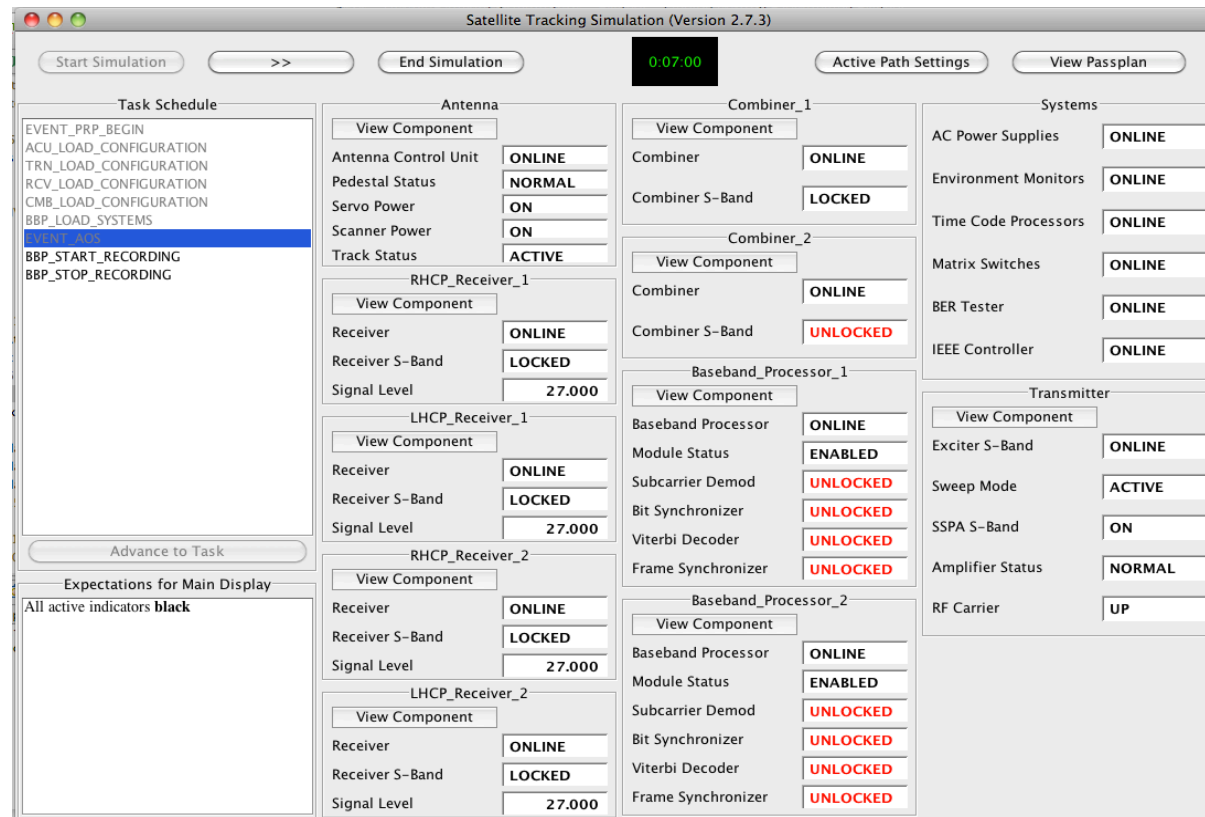 Satellite Tracking Simulation (Version 2.7.3)
Start Simulation
>>
End Simulation
0:07:00
Active Path Settings
View Passplan
Task Schedule
EVENT_PRP_BEGIN
ACU_LOAD_CONFIGURATION
TRN_LOAD_CONFIGURATION
RCV_LOAD_CONFIGURATION
CMB_LOAD_CONFIGURATION
BBP_LOAD_SYSTEMS
EVENT_AOS
BBP_START_RECORDING
BBP_STOP_RECORDING
Advance to Task
Expectations for Main Display
All active indicators black
Antenna
View Component
Antenna Control Unit ONLINE
Pedestal Status NORMAL
Servo Power ON
Scanner Power ON
Track Status ACTIVE
RHCP_Receiver_1
View Component
Receiver ONLINE
Receiver S-Band LOCKED
Signal Level 27.000
LHCP_Receiver_1
View Component
Receiver ONLINE
Receiver S-Band LOCKED
Signal Level 27.000
RHCP_Receiver_2
View Component
Receiver ONLINE
Receiver S-Band LOCKED
Signal Level 27.000
LHCP_Receiver_2
View Component
Receiver ONLINE
Receiver S-Band LOCKED
Signal Level 27.000
Combiner_1
View Component
Combiner ONLINE
Combiner S-Band LOCKED
Combiner_2
View Component
Combiner ONLINE
Combiner S-Band UNLOCKED
Baseband_Processor_1
View Component
Baseband Processor ONLINE
Module Status ENABLED
Subcarrier Demod UNLOCKED
Bit Synchronizer UNLOCKED
Viterbi Decoder UNLOCKED
Frame Synchronizer UNLOCKED
Baseband_Processor_2
View Component
Baseband Processor ONLINE
Module Status ENABLED
Subcarrier Demod UNLOCKED
Bit Synchronizer UNLOCKED
Viterbi Decoder UNLOCKED
Frame Synchronizer UNLOCKED
Systems
AC Power Supplies ONLINE
Environment Monitors ONLINE
Time Code Processors ONLINE
Matrix Switches ONLINE
BER Tester ONLINE
IEEE Controller ONLINE
Transmitter
View Component
Exciter S-Band ONLINE
Sweep Mode ACTIVE
SSPA S-Band ON
Amplifier Status NORMAL
RF Carrier UP